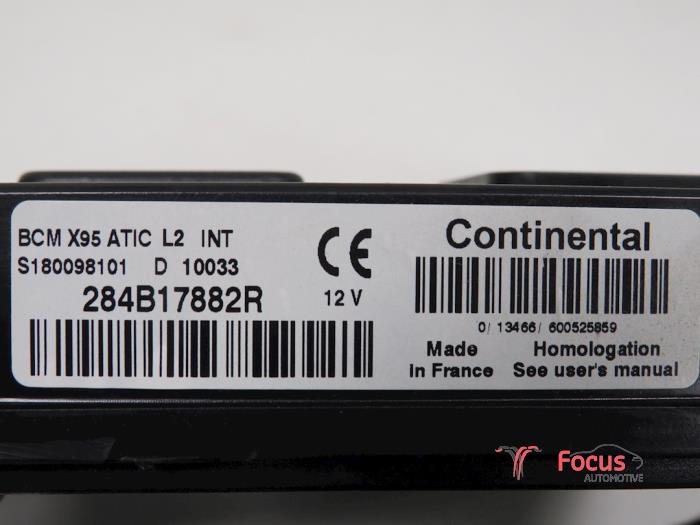 BCM X95 ATIC L2 INT
S180098101 D 10033
284B17882R
CE
12 V
Continental
0/ 13466/ 600525859
Made in France
Homologation
See user's manual
Focus
AUTOMOTIVE